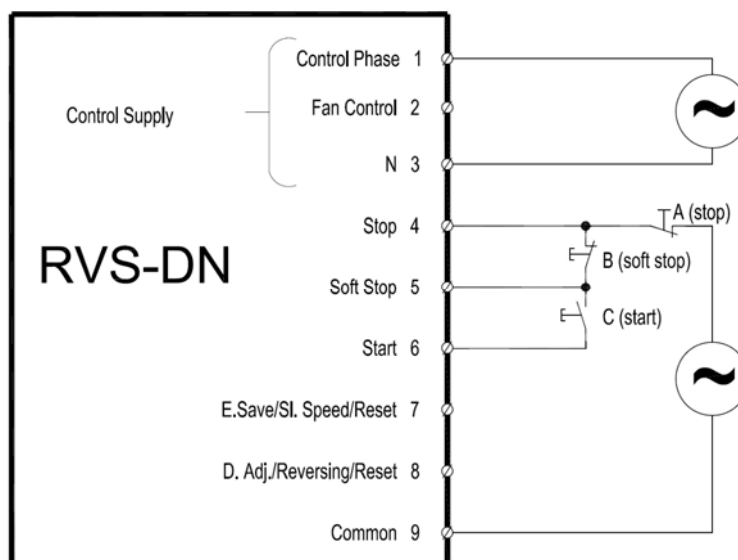 Control Phase 1
Control Supply
Fan Control 2
N 3
Stop 4
A (stop)
RVS-DN
B (soft stop)
Soft Stop 5
C (start)
Start 6
E.Save/Sl. Speed/Reset 7
D. Adj./Reversing/Reset 8
Common 9